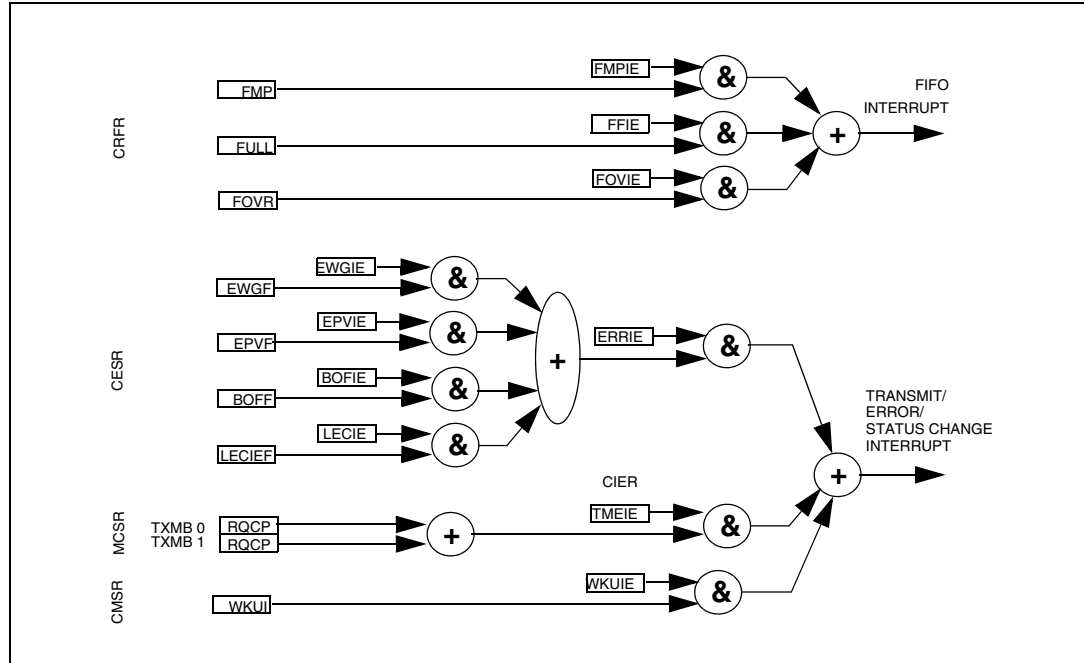 FMPIE
&
FIFO
INTERRUPT
FMP
CRFR
FFIE
&
+
FULL
FOVIE
&
FOVR
EWGIE
&
EWGF
EPVIE
&
ERRIE
&
EPVF
+
CESR
BOFIE
&
BOFF
TRANSMIT/
ERROR/
STATUS CHANGE
INTERRUPT
LECIE
&
LECIEF
+
CIER
MCSR
TXMB 0
RQCP
TXMB 1
RQCP
+
TMEIE
&
CMSR
WKUIE
&
WKUI